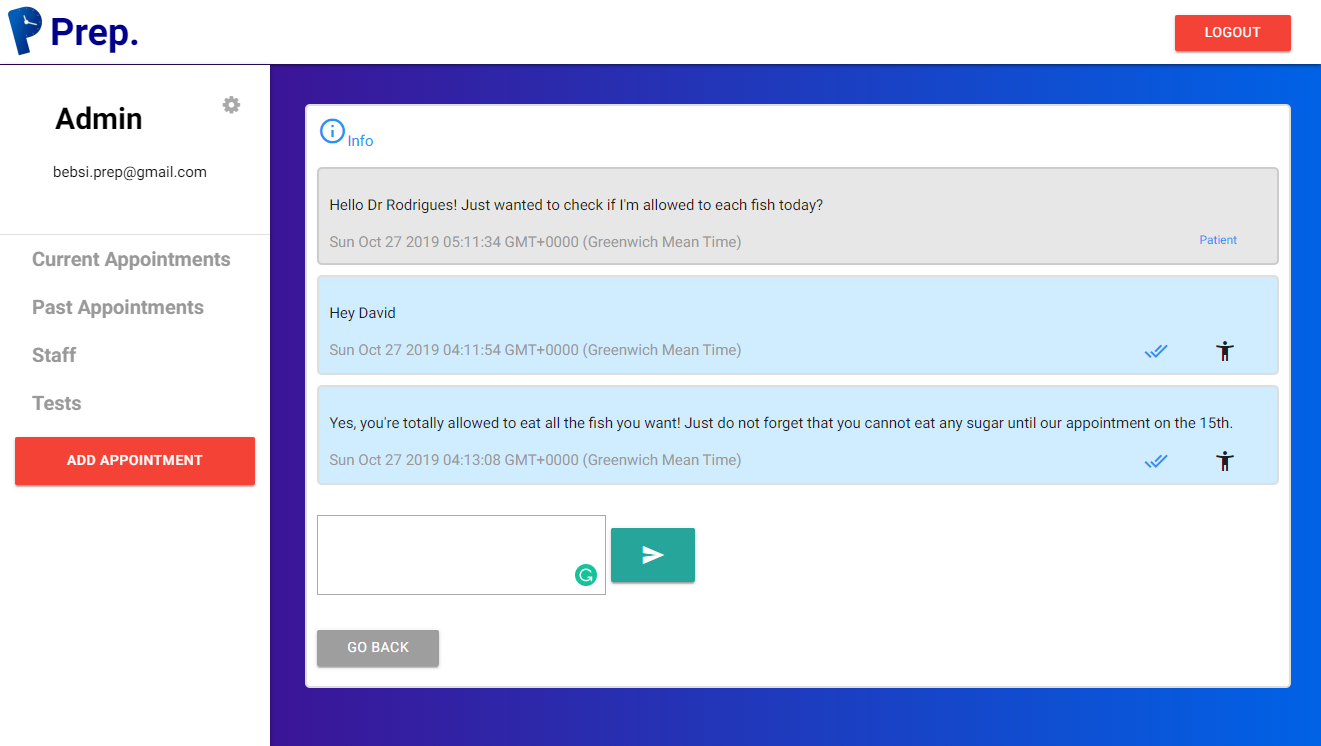 Prep.
LOGOUT
Admin
bebsi.prep@gmail.com
Current Appointments
Past Appointments
Staff
Tests
ADD APPOINTMENT
Info
Hello Dr Rodrigues! Just wanted to check if I'm allowed to each fish today?
Sun Oct 27 2019 05:11:34 GMT+0000 (Greenwich Mean Time)
Patient
Hey David
Sun Oct 27 2019 04:11:54 GMT+0000 (Greenwich Mean Time)
Yes, you're totally allowed to eat all the fish you want! Just do not forget that you cannot eat any sugar until our appointment on the 15th.
Sun Oct 27 2019 04:13:08 GMT+0000 (Greenwich Mean Time)
GO BACK